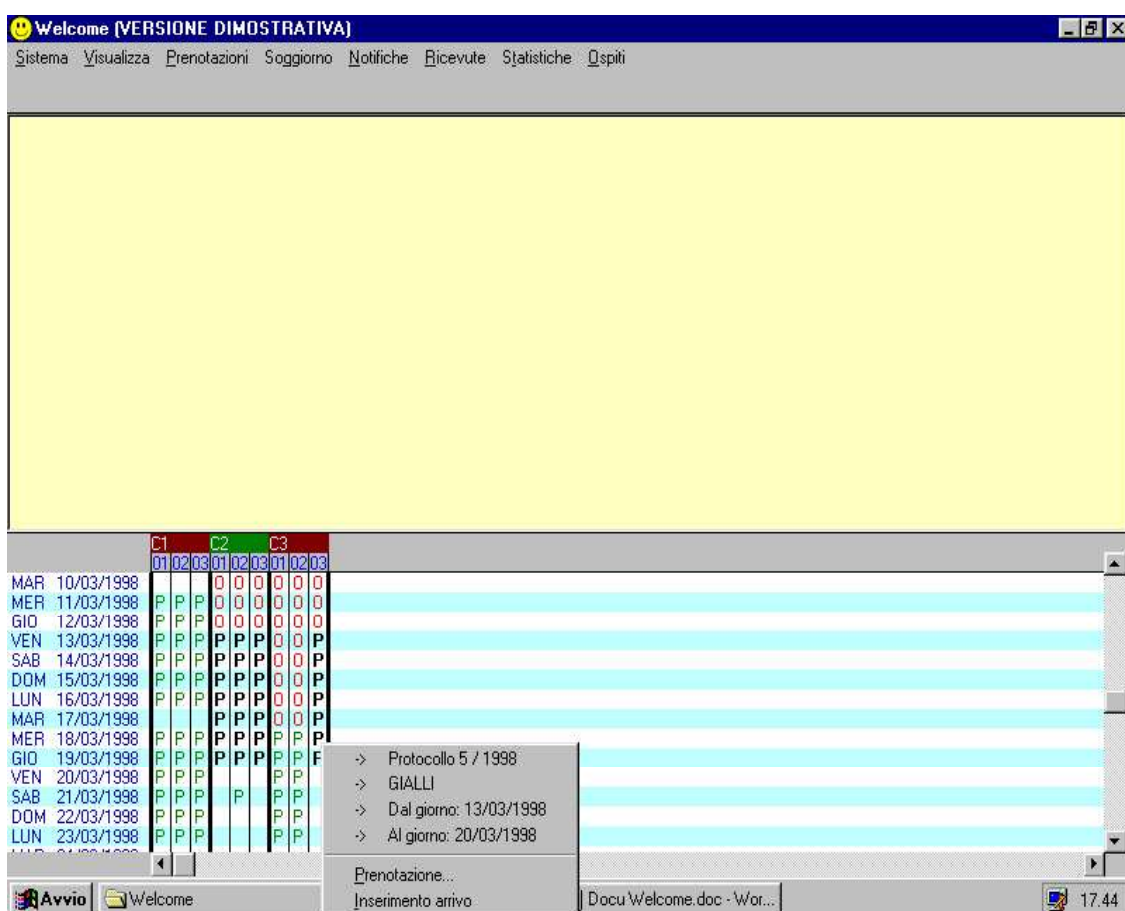 Welcome (VERSIONE DIMOSTRATIVA)
Sistema Visualizza Prenotazioni Soggiorno Notifiche Ricevute Statistiche Ospiti
C1 C2 C3
01 02 03 01 02 03 01 02 03
MAR 10/03/1998 O O O O O O
MER 11/03/1998 P P P O O O O O O
GIO 12/03/1998 P P P O O O O O O
VEN 13/03/1998 P P P P P P O O P
SAB 14/03/1998 P P P P P P O O P
DOM 15/03/1998 P P P P P P O O P
LUN 16/03/1998 P P P P P P O O P
MAR 17/03/1998 P P P O O P
MER 18/03/1998 P P P P P P P P P
GIO 19/03/1998 P P P P P P P P
VEN 20/03/1998 P P P P P
SAB 21/03/1998 P P P P P P
DOM 22/03/1998 P P P P P
LUN 23/03/1998 P P P P P
-> Protocollo 5 / 1998
-> GIALLI
-> Dal giorno: 13/03/1998
-> Al giorno: 20/03/1998
Prenotazione...
Inserimento arrivo
Avvio Welcome Docu Welcome.doc - Wor... 17.44